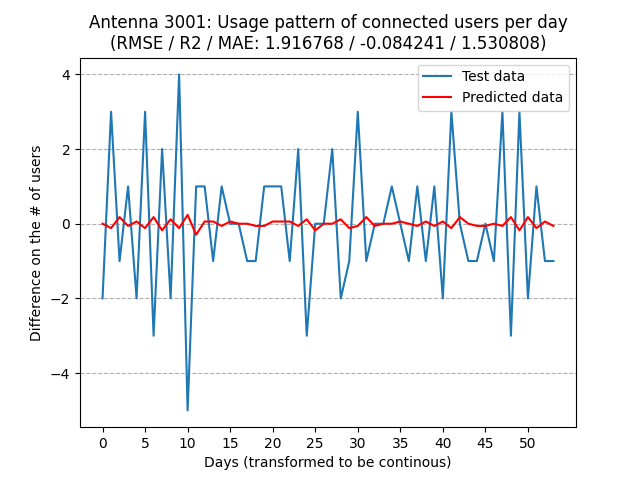 Antenna 3001: Usage pattern of connected users per day
(RMSE / R2 / MAE: 1.916768 / -0.084241 / 1.530808)
Test data
Predicted data
Difference on the # of users
4
2
0
−2
−4
0 5 10 15 20 25 30 35 40 45 50
Days (transformed to be continous)